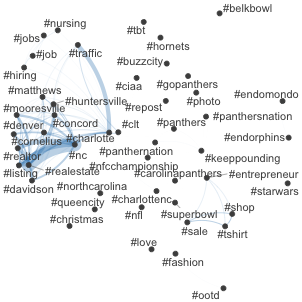 #belkbowl
#nursing
#tbt
#jobs
#hornets
#job
#traffic
#buzzcity
#hiring
#ciaa
#gopanthers
#matthews
#huntersville
#repost
#photo
#endomondo
#mooresville
#concord
#clt
#panthers
#panthersnation
#denver
#charlotte
#endorphins
#cornelius
#nc
#panthernation
#keeppounding
#realtor
#nfcchampionship
#listing
#realestate
#carolinapanthers
#entrepreneur
#davidson
#northcarolina
#starwars
#queencity
#charlottenc
#shop
#christmas
#nfl
#superbowl
#sale
#tshirt
#love
#fashion
#ootd